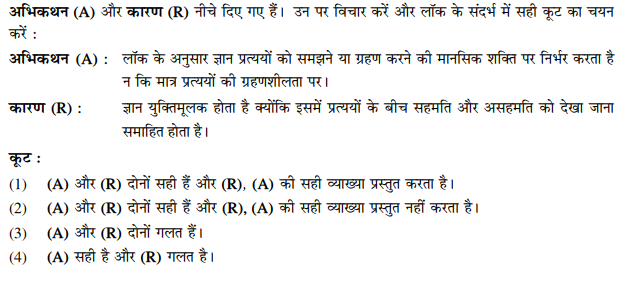 अभिकथन (A) और कारण (R) नीचे दिए गए हैं। उन पर विचार करें और लॉक के संदर्भ में सही कूट का चयन
करें :
अभिकथन (A) : लॉक के अनुसार ज्ञान प्रत्ययों को समझने या ग्रहण करने की मानसिक शक्ति पर निर्भर करता है
न कि मात्र प्रत्ययों की ग्रहणशीलता पर।
कारण (R) : ज्ञान युक्तिमूलक होता है क्योंकि इसमें प्रत्ययों के बीच सहमति और असहमति को देखा जाना
समाहित होता है।
कूट :
(1) (A) और (R) दोनों सही हैं और (R), (A) की सही व्याख्या प्रस्तुत करता है।
(2) (A) और (R) दोनों सही हैं और (R), (A) की सही व्याख्या प्रस्तुत नहीं करता है।
(3) (A) और (R) दोनों गलत हैं।
(4) (A) सही है और (R) गलत है।